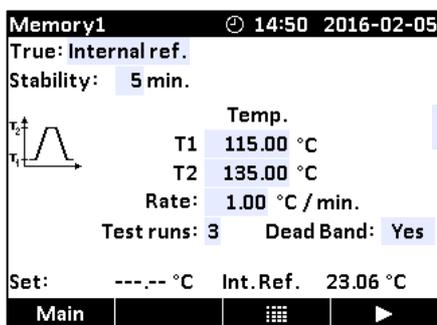 Memory1 14:50 2016-02-05
True: Internal ref.
Stability: 5 min.
Temp.
T2
T1
T1 115.00 °C
T2 135.00 °C
Rate: 1.00 °C / min.
Test runs: 3 Dead Band: Yes
Set: ---.-- °C Int.Ref. 23.06 °C
Main